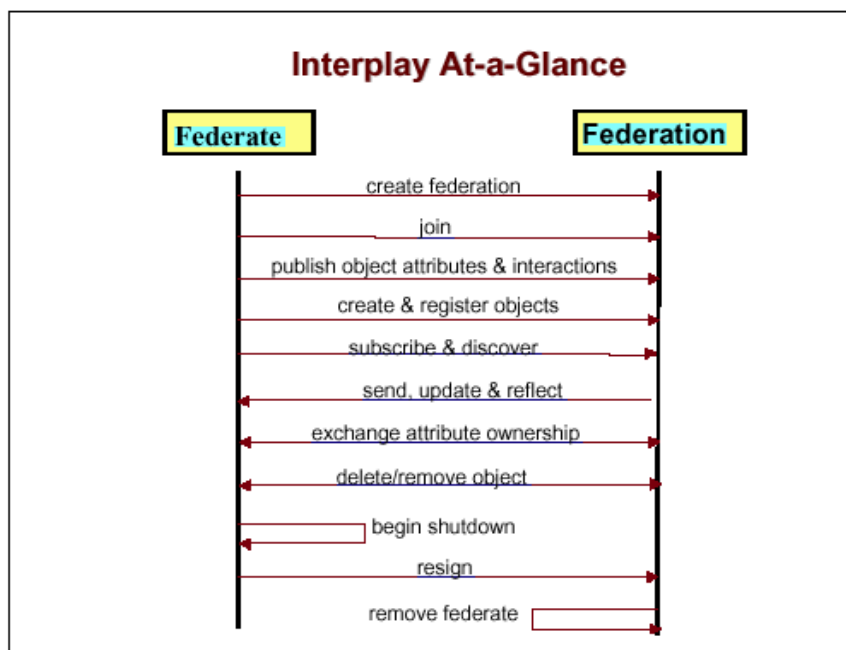 Interplay At-a-Glance
Federate
Federation
create federation
join
publish object attributes & interactions
create & register objects
subscribe & discover
send, update & reflect
exchange attribute ownership
delete/remove object
begin shutdown
resign
remove federate